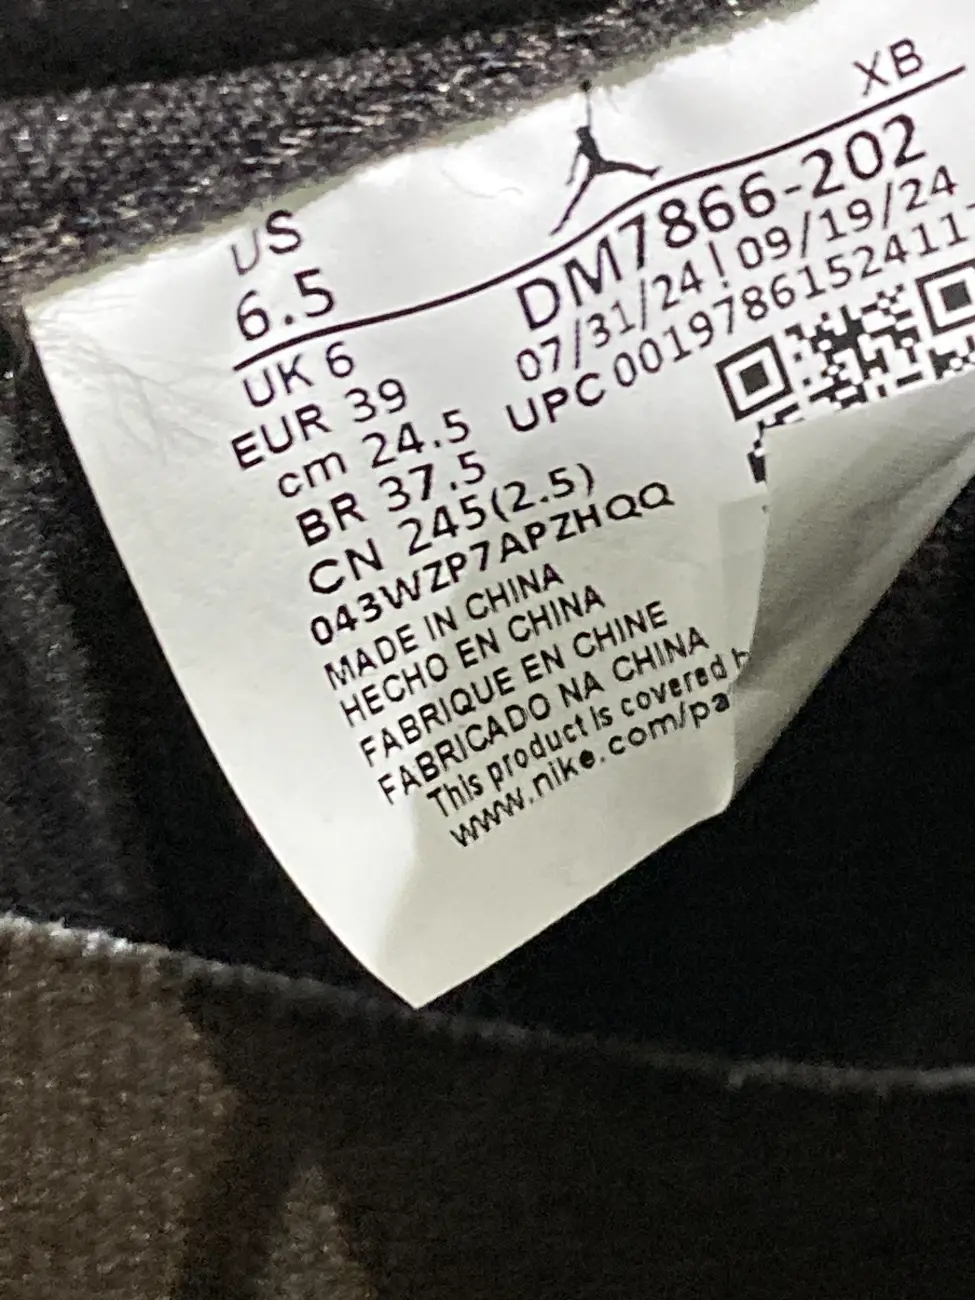 XB
US
6.5
DM7866-202
07/31/24 | 09/19/24
UPC 0019786152411
UK 6
EUR 39
cm 24.5
BR 37.5
CN 245(2.5)
043WZP7APZHQQ
MADE IN CHINA
HECHO EN CHINA
FABRIQUE EN CHINE
FABRICADO NA CHINA
This product is covered
www.nike.com/pa